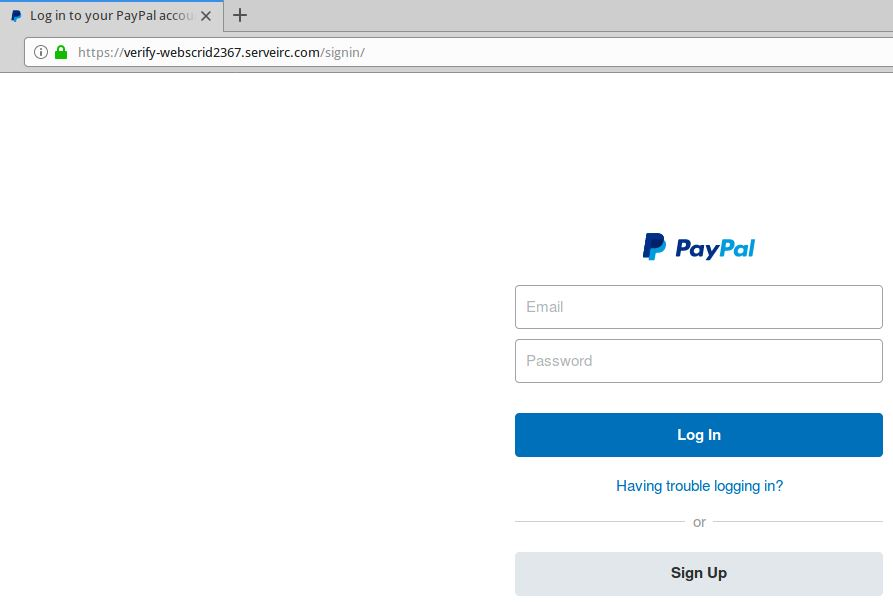 Log in to your PayPal accou
https://verify-webscrid2367.serveirc.com/signin/
PayPal
Email
Password
Log In
Having trouble logging in?
or
Sign Up